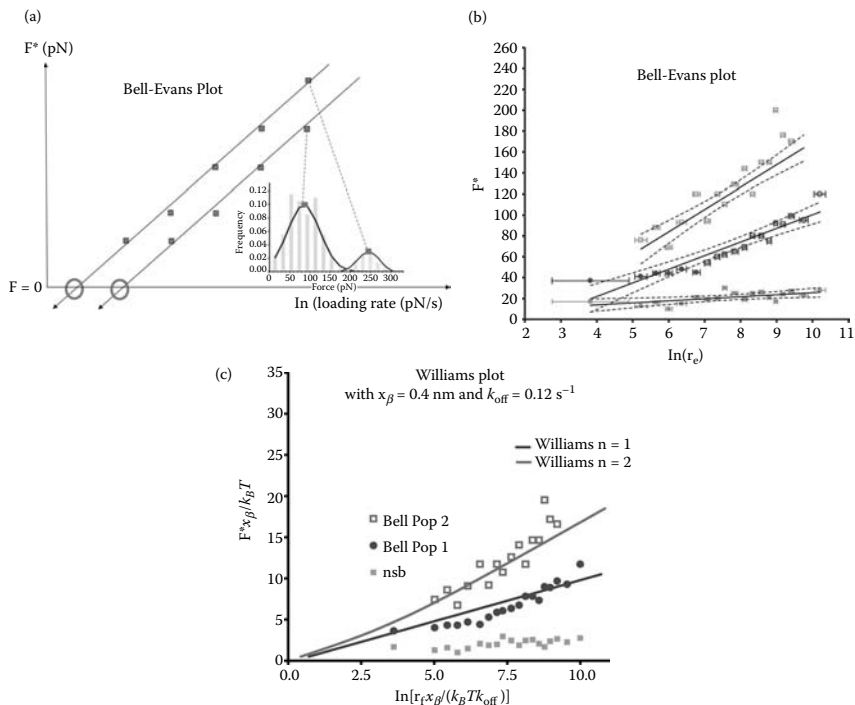 (a)
F* (pN)
Bell-Evans Plot
0.12
0.10
0.08
0.06
0.04
0.02
0.00
Frequency
0 50 100 150 200 250 300
Force (pN)
F = 0
ln (loading rate (pN/s)
(b)
260
240
220
200
180
160
140
120
100
80
60
40
20
0
F*
Bell-Evans plot
2 3 4 5 6 7 8 9 10 11
ln(rₑ)
(c)
Williams plot
with xᵦ = 0.4 nm and k_off = 0.12 s⁻¹
35
30
25
20
15
10
5
0
F*xᵦ/k_BT
Williams n = 1
Williams n = 2
Bell Pop 2
Bell Pop 1
nsb
0.0 2.5 5.0 7.5 10.0
ln[r_fxᵦ/(k_BTk_off)]